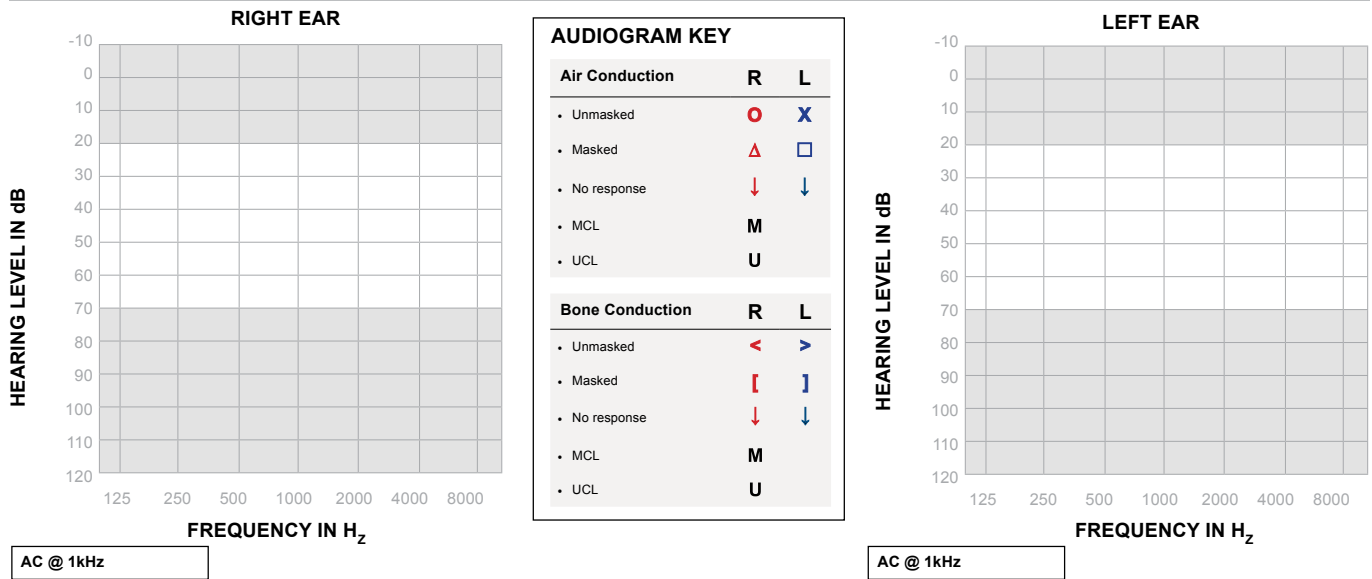 RIGHT EAR
-10
0
10
20
30
40
50
60
70
80
90
100
110
120
HEARING LEVEL IN dB
125 250 500 1000 2000 4000 8000
FREQUENCY IN HZ
AC @ 1kHz
AUDIOGRAM KEY
Air Conduction R L
• Unmasked O X
• Masked Δ □
• No response ↓ ↓
• MCL M
• UCL U
Bone Conduction R L
• Unmasked < >
• Masked [ ]
• No response ↓ ↓
• MCL M
• UCL U
LEFT EAR
-10
0
10
20
30
40
50
60
70
80
90
100
110
120
HEARING LEVEL IN dB
125 250 500 1000 2000 4000 8000
FREQUENCY IN HZ
AC @ 1kHz